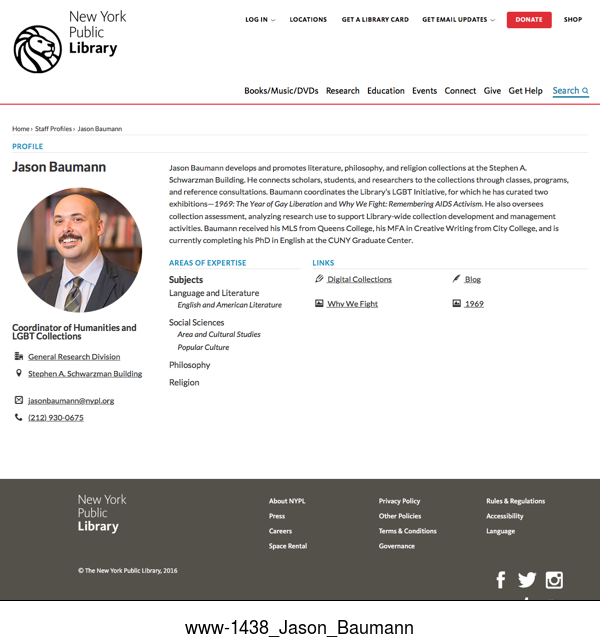 New York
Public
Library
LOG IN LOCATIONS GET A LIBRARY CARD GET EMAIL UPDATES DONATE SHOP
Books/Music/DVDs Research Education Events Connect Give Get Help Search
Home › Staff Profiles › Jason Baumann
PROFILE
Jason Baumann
Coordinator of Humanities and
LGBT Collections
General Research Division
Stephen A. Schwarzman Building
jasonbaumann@nypl.org
(212) 930-0675
Jason Baumann develops and promotes literature, philosophy, and religion collections at the Stephen A.
Schwarzman Building. He connects scholars, students, and researchers to the collections through classes, programs,
and reference consultations. Baumann coordinates the Library's LGBT Initiative, for which he has curated two
exhibitions—1969: The Year of Gay Liberation and Why We Fight: Remembering AIDS Activism. He also oversees
collection assessment, analyzing research use to support Library-wide collection development and management
activities. Baumann received his MLS from Queens College, his MFA in Creative Writing from City College, and is
currently completing his PhD in English at the CUNY Graduate Center.
AREAS OF EXPERTISE
Subjects
Language and Literature
English and American Literature
Social Sciences
Area and Cultural Studies
Popular Culture
Philosophy
Religion
LINKS
Digital Collections Blog
Why We Fight 1969
New York
Public
Library
© The New York Public Library, 2016
About NYPL
Press
Careers
Space Rental
Privacy Policy
Other Policies
Terms & Conditions
Governance
Rules & Regulations
Accessibility
Language
www-1438_Jason_Baumann